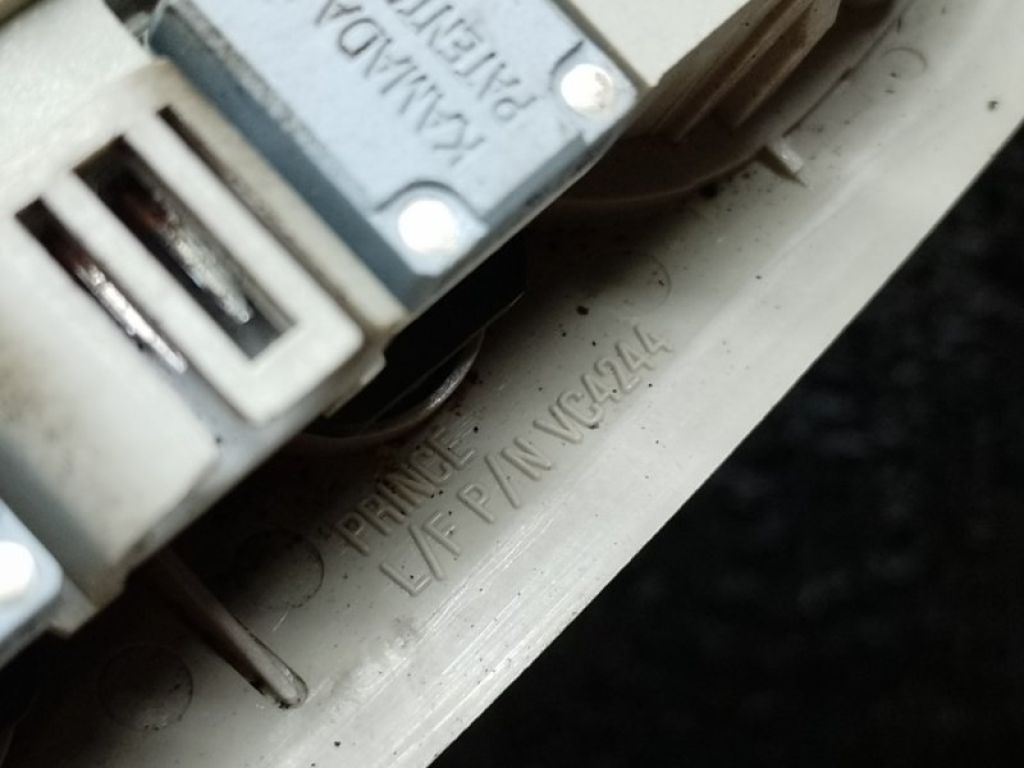 KAMADA
PATENT
PRINCE
L/F P/N VC4244